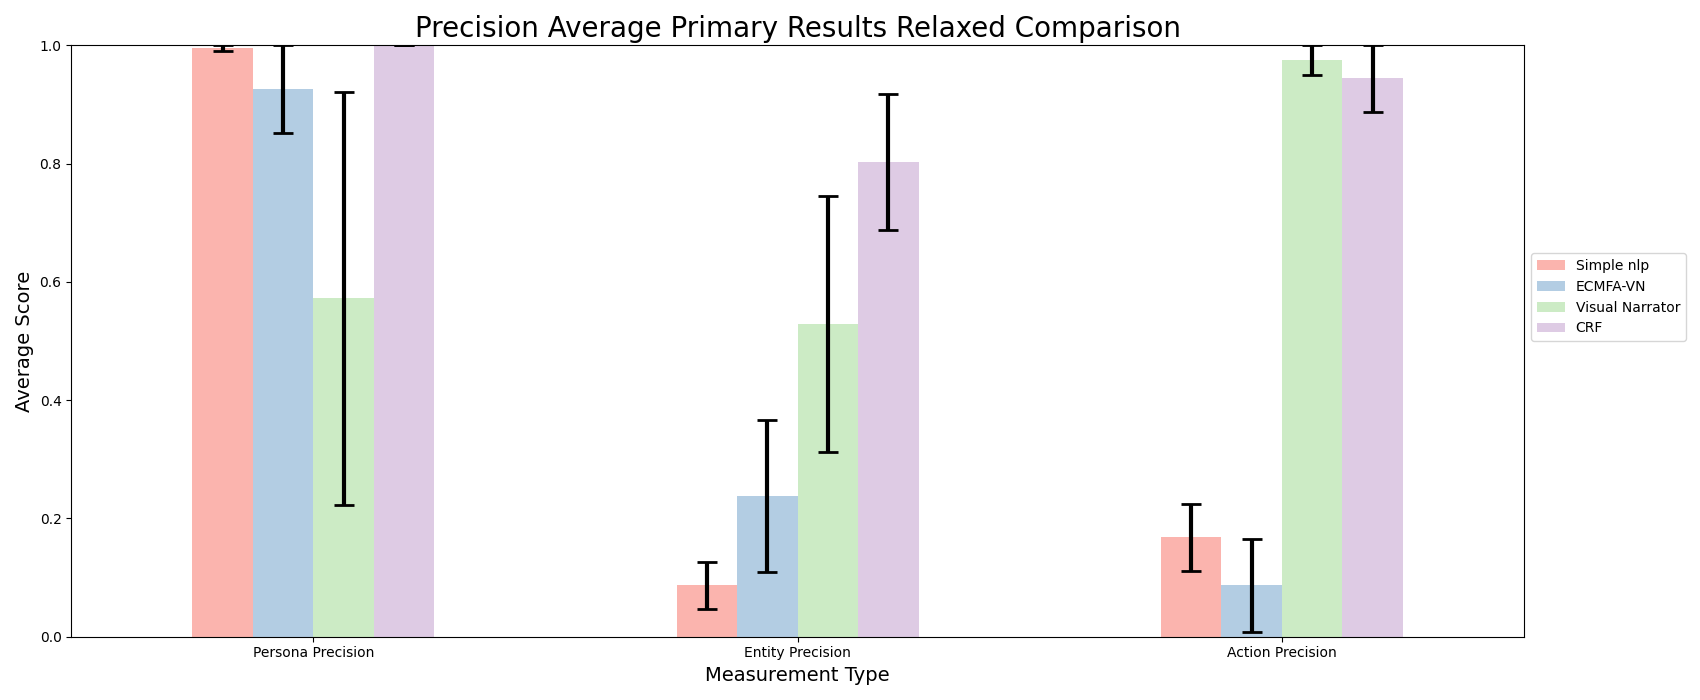 Precision Average Primary Results Relaxed Comparison
1.0
0.8
0.6
0.4
0.2
0.0
Average Score
Persona Precision
Entity Precision
Action Precision
Measurement Type
Simple nlp
ECMFA-VN
Visual Narrator
CRF